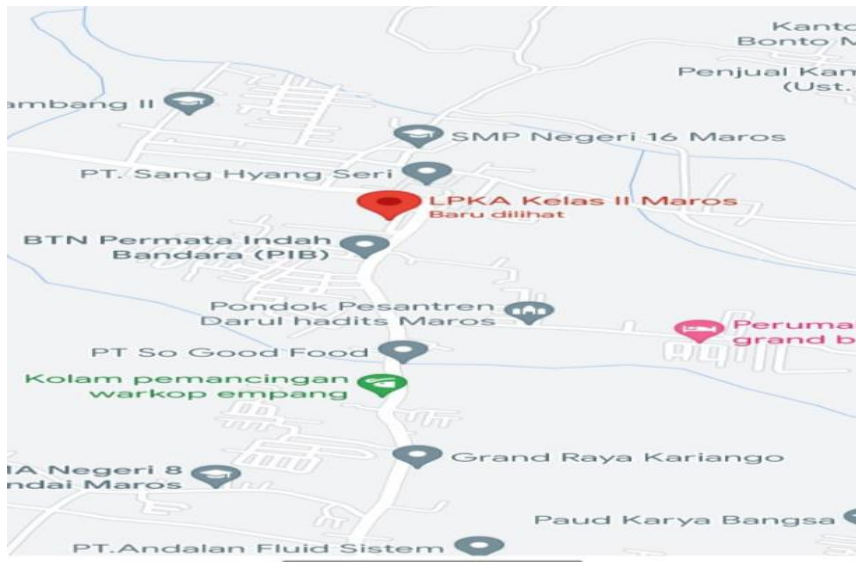 Kanto
Bonto M
Penjual Kam
(Ust.
ambang II
SMP Negeri 16 Maros
PT. Sang Hyang Seri
LPKA Kelas II Maros
Baru dilihat
BTN Permata Indah
Bandara (PIB)
Pondok Pesantren
Darul hadits Maros
Peruma
grand b
PT So Good Food
Kolam pemancingan
warkop empang
Grand Raya Kariango
IA Negeri 8
ndai Maros
Paud Karya Bangsa
PT.Andalan Fluid Sistem